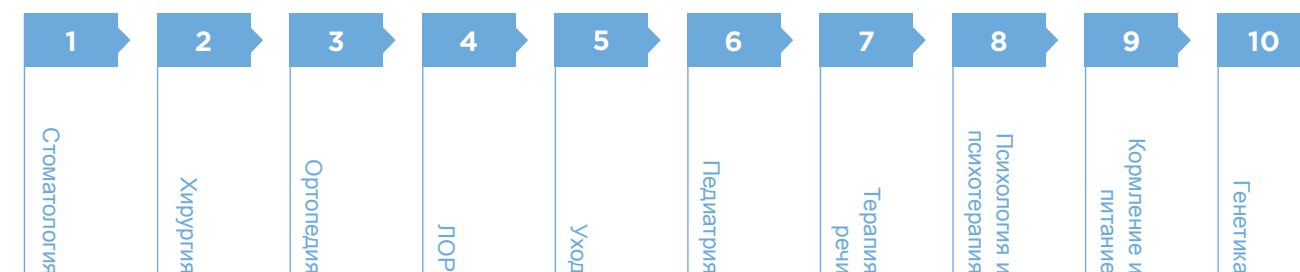 1
Стоматология
2
Хирургия
3
Ортопедия
4
ЛОР
5
Уход
6
Педиатрия
7
Терапия
речи
8
Психология и
психотерапия
9
Кормление и
питание
10
Генетика